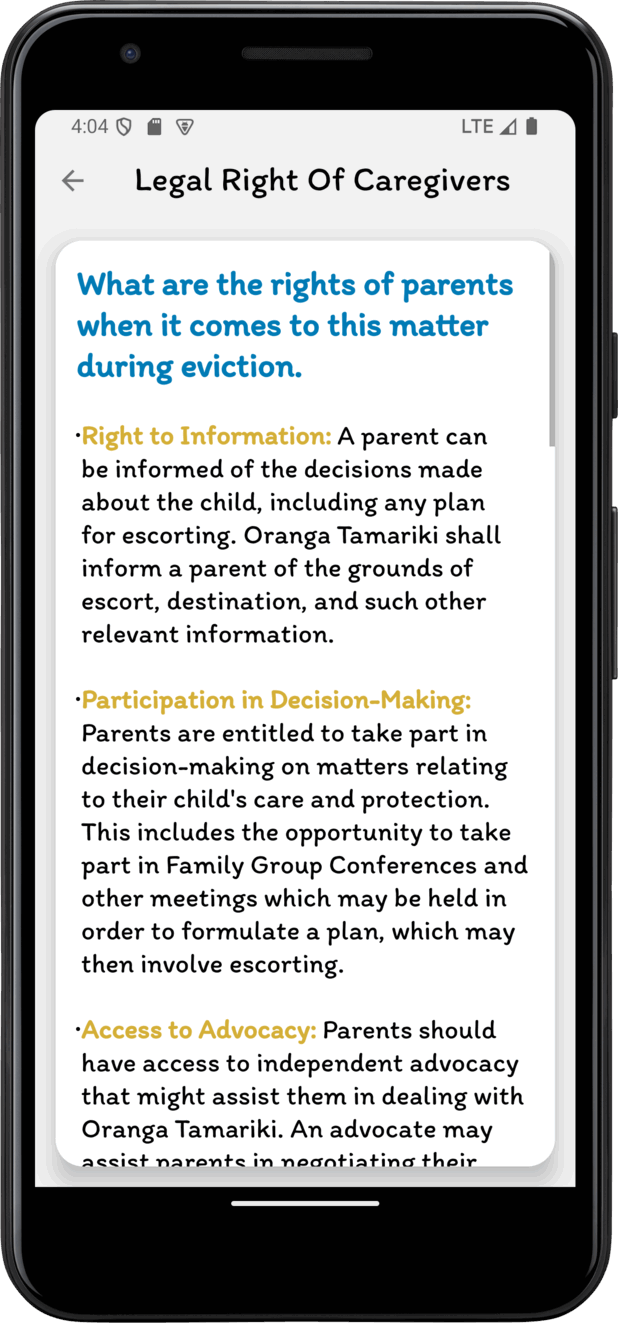 4:04 LTE
Legal Right Of Caregivers
What are the rights of parents
when it comes to this matter
during eviction.
·Right to Information: A parent can
be informed of the decisions made
about the child, including any plan
for escorting. Oranga Tamariki shall
inform a parent of the grounds of
escort, destination, and such other
relevant information.
·Participation in Decision-Making:
Parents are entitled to take part in
decision-making on matters relating
to their child's care and protection.
This includes the opportunity to take
part in Family Group Conferences and
other meetings which may be held in
order to formulate a plan, which may
then involve escorting.
·Access to Advocacy: Parents should
have access to independent advocacy
that might assist them in dealing with
Oranga Tamariki. An advocate may
assist parents in negotiating their